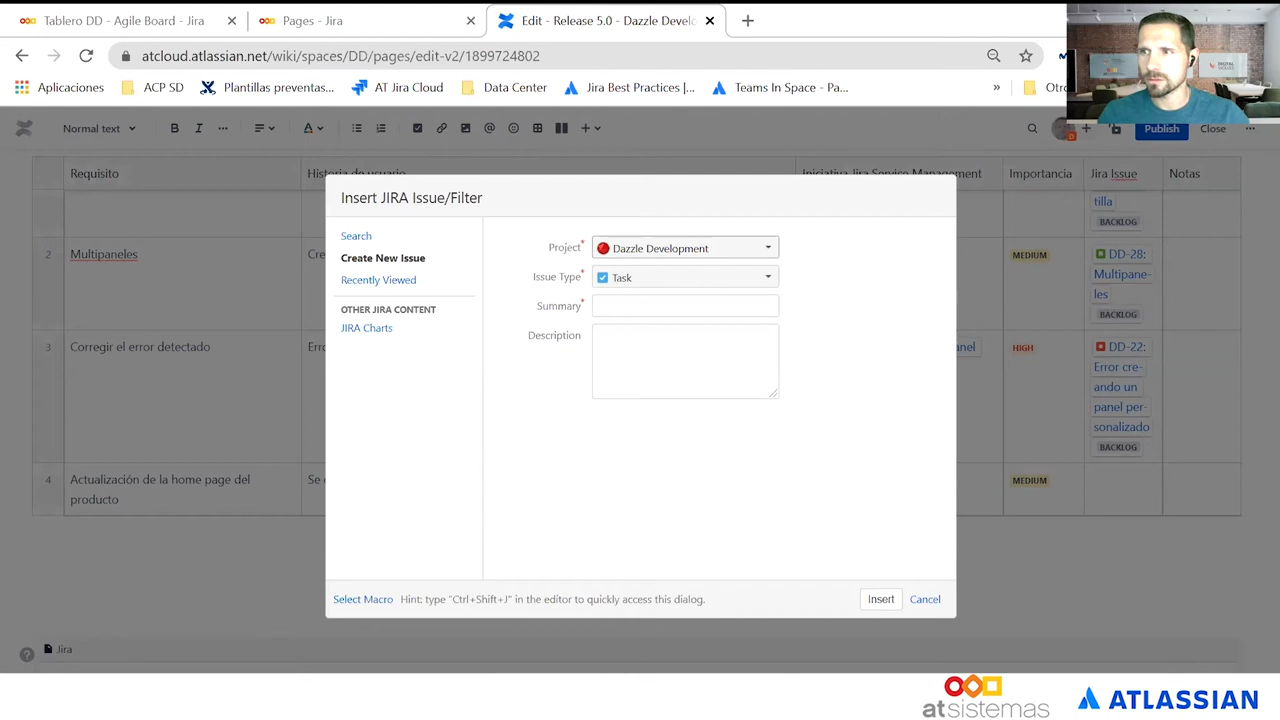 Tablero DD - Agile Board - Jira
Pages - Jira
Edit - Release 5.0 - Dazzle Develo
atcloud.atlassian.net/wiki/spaces/DD/pages/edit-v2/1899724802
Aplicaciones
ACP SD
Plantillas prevestas...
AT Jira Cloud
Data Center
Jira Best Practices |...
Teams In Space - Pa...
»
Otro
Normal text
B
I
...
A
Publish
Close
...
Requisito
Historia de usuario
Iniciativa Jira Service Management
Importancia
Jira Issue
Notas
tilla
BACKLOG
2
Multipaneles
Cre
MEDIUM
DD-28:
Multipane-
les
BACKLOG
3
Corregir el error detectado
Erro
anel
HIGH
DD-22:
Error cre-
ando un
panel per-
sonalizado
BACKLOG
4
Actualización de la home page del
producto
Se
MEDIUM
Insert JIRA Issue/Filter
Search
Create New Issue
Recently Viewed
OTHER JIRA CONTENT
JIRA Charts
Project*
Dazzle Development
Issue Type*
Task
Summary*
Description
Select Macro
Hint: type "Ctrl+Shift+J" in the editor to quickly access this dialog.
Insert
Cancel
Jira
atsistemas
ATLASSIAN